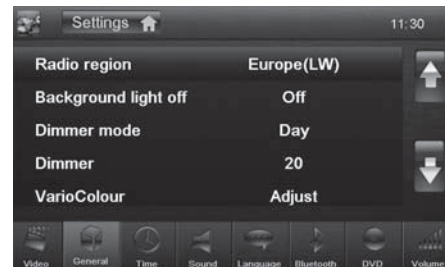 Settings 11:30
Radio region Europe(LW)
Background light off Off
Dimmer mode Day
Dimmer 20
VarioColour Adjust
Video General Time Sound Language Bluetooth DVD Volume